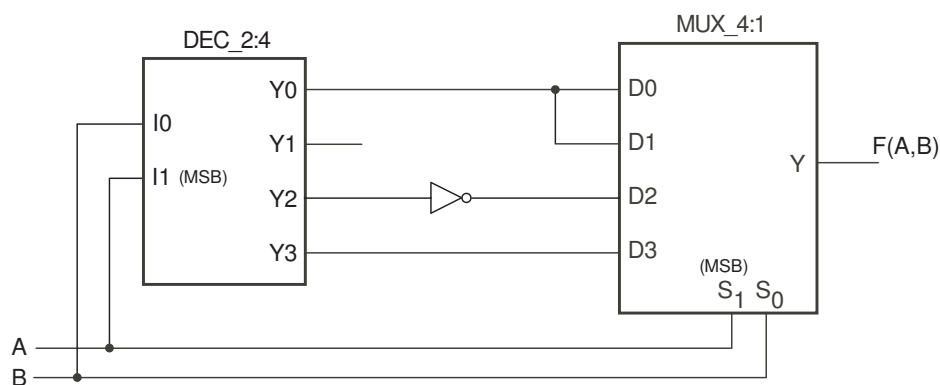 DEC_2:4
MUX_4:1
Y0
D0
I0
Y1
D1
F(A,B)
Y
I1 (MSB)
Y2
D2
Y3
D3
(MSB)
S1 S0
A
B